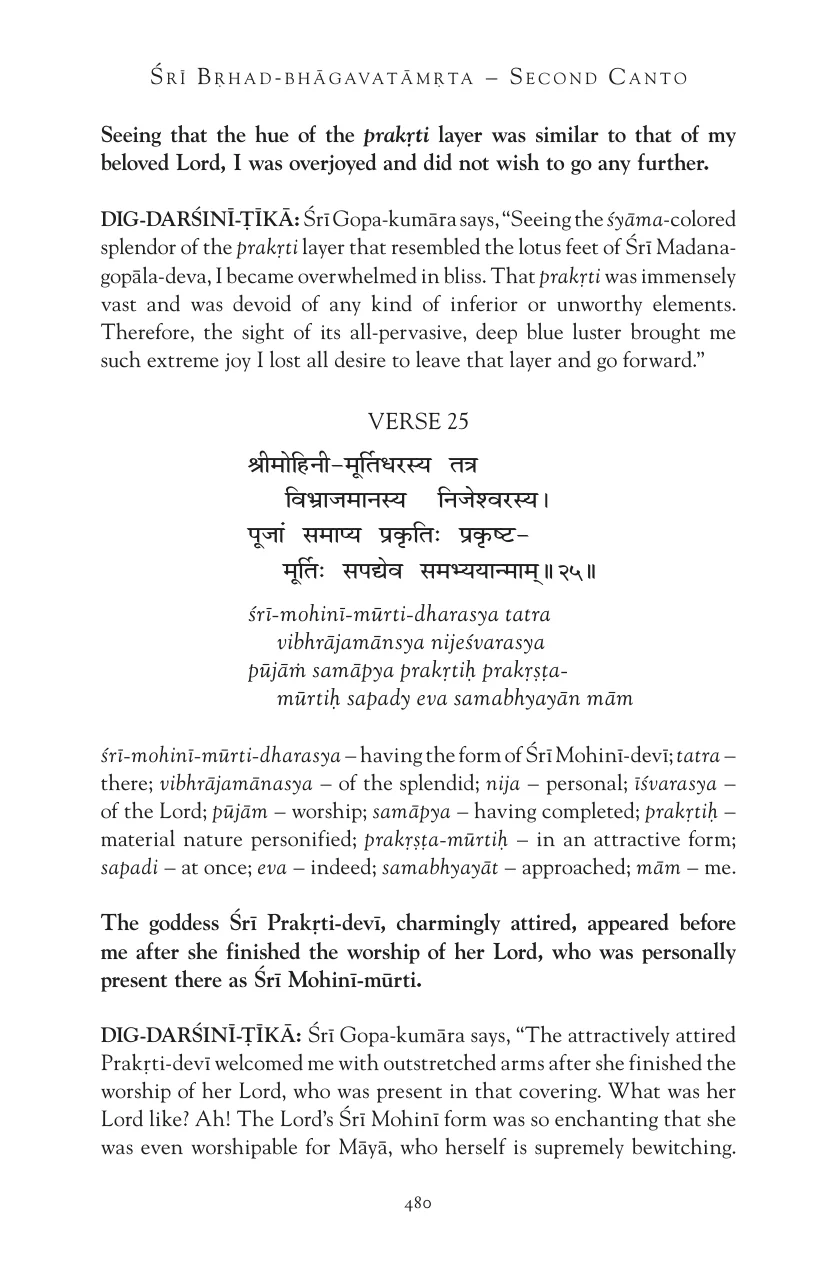 Śrī Bṛhad-bhāgavatāmṛta – Second Canto
Seeing that the hue of the prakṛti layer was similar to that of my
beloved Lord, I was overjoyed and did not wish to go any further.
DIG-DARŚINĪ-ṬĪKĀ: Śrī Gopa-kumāra says, “Seeing the śyāma-colored
splendor of the prakṛti layer that resembled the lotus feet of Śrī Madana-
gopāla-deva, I became overwhelmed in bliss. That prakṛti was immensely
vast and was devoid of any kind of inferior or unworthy elements.
Therefore, the sight of its all-pervasive, deep blue luster brought me
such extreme joy I lost all desire to leave that layer and go forward.”
VERSE 25
श्रीमोहिनी–मूर्तिधरस्य तत्र
विभ्राजमानस्य निजेश्वरस्य।
पूजां समाप्य प्रकृतिः प्रकृष्ट–
मूर्तिः सपद्येव समभ्ययान्माम्॥२५॥
śrī-mohinī-mūrti-dharasya tatra
vibhrājamānsya nijeśvarasya
pūjāṁ samāpya prakṛtiḥ prakṛṣṭa-
mūrtiḥ sapady eva samabhyayān mām
śrī-mohinī-mūrti-dharasya – having the form of Śrī Mohinī-devī; tatra –
there; vibhrājamānasya – of the splendid; nija – personal; īśvarasya –
of the Lord; pūjām – worship; samāpya – having completed; prakṛtiḥ –
material nature personified; prakṛṣṭa-mūrtiḥ – in an attractive form;
sapadi – at once; eva – indeed; samabhyayāt – approached; mām – me.
The goddess Śrī Prakṛti-devī, charmingly attired, appeared before
me after she finished the worship of her Lord, who was personally
present there as Śrī Mohinī-mūrti.
DIG-DARŚINĪ-ṬĪKĀ: Śrī Gopa-kumāra says, “The attractively attired
Prakṛti-devī welcomed me with outstretched arms after she finished the
worship of her Lord, who was present in that covering. What was her
Lord like? Ah! The Lord’s Śrī Mohinī form was so enchanting that she
was even worshipable for Māyā, who herself is supremely bewitching.
480